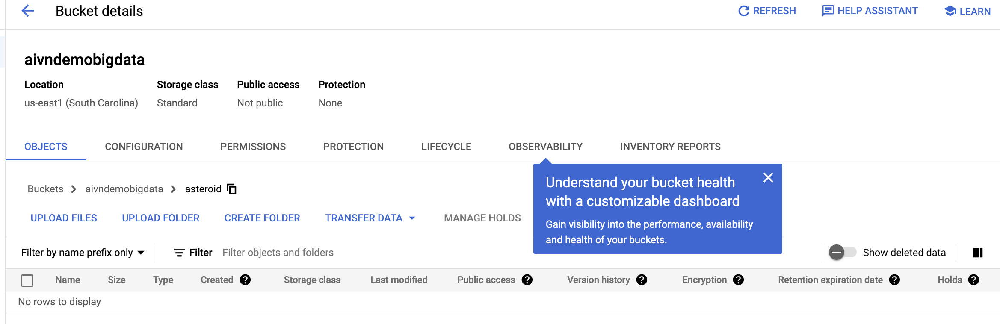 Bucket details
REFRESH
HELP ASSISTANT
LEARN
aivndemobigdata
Location Storage class Public access Protection
us-east1 (South Carolina) Standard Not public None
OBJECTS CONFIGURATION PERMISSIONS PROTECTION LIFECYCLE OBSERVABILITY INVENTORY REPORTS
Understand your bucket health
with a customizable dashboard
Gain visibility into the performance, availability
and health of your buckets.
Buckets > aivndemobigdata > asteroid
UPLOAD FILES UPLOAD FOLDER CREATE FOLDER TRANSFER DATA MANAGE HOLDS
Filter by name prefix only Filter Filter objects and folders Show deleted data
Name Size Type Created ? Storage class Last modified Public access ? Version history ? Encryption ? Retention expiration date ? Holds ?
No rows to display